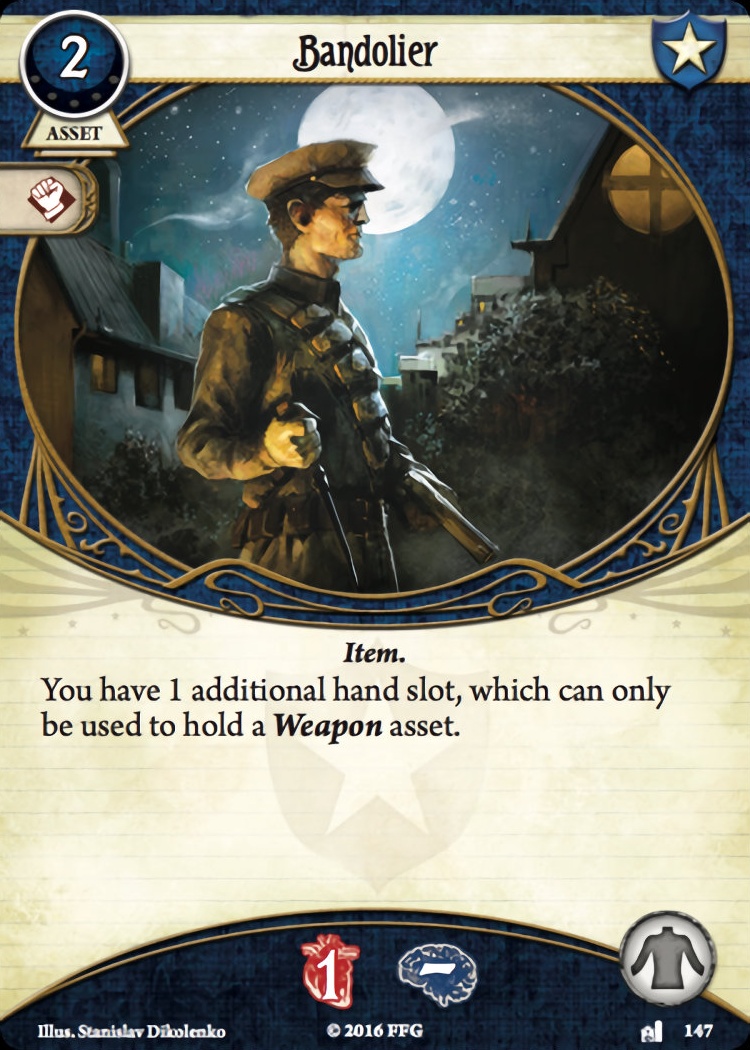 2
Bandolier
ASSET
Item.
You have 1 additional hand slot, which can only
be used to hold a Weapon asset.
1
-
Illus. Stanislav Dikolenko
© 2016 FFG
147